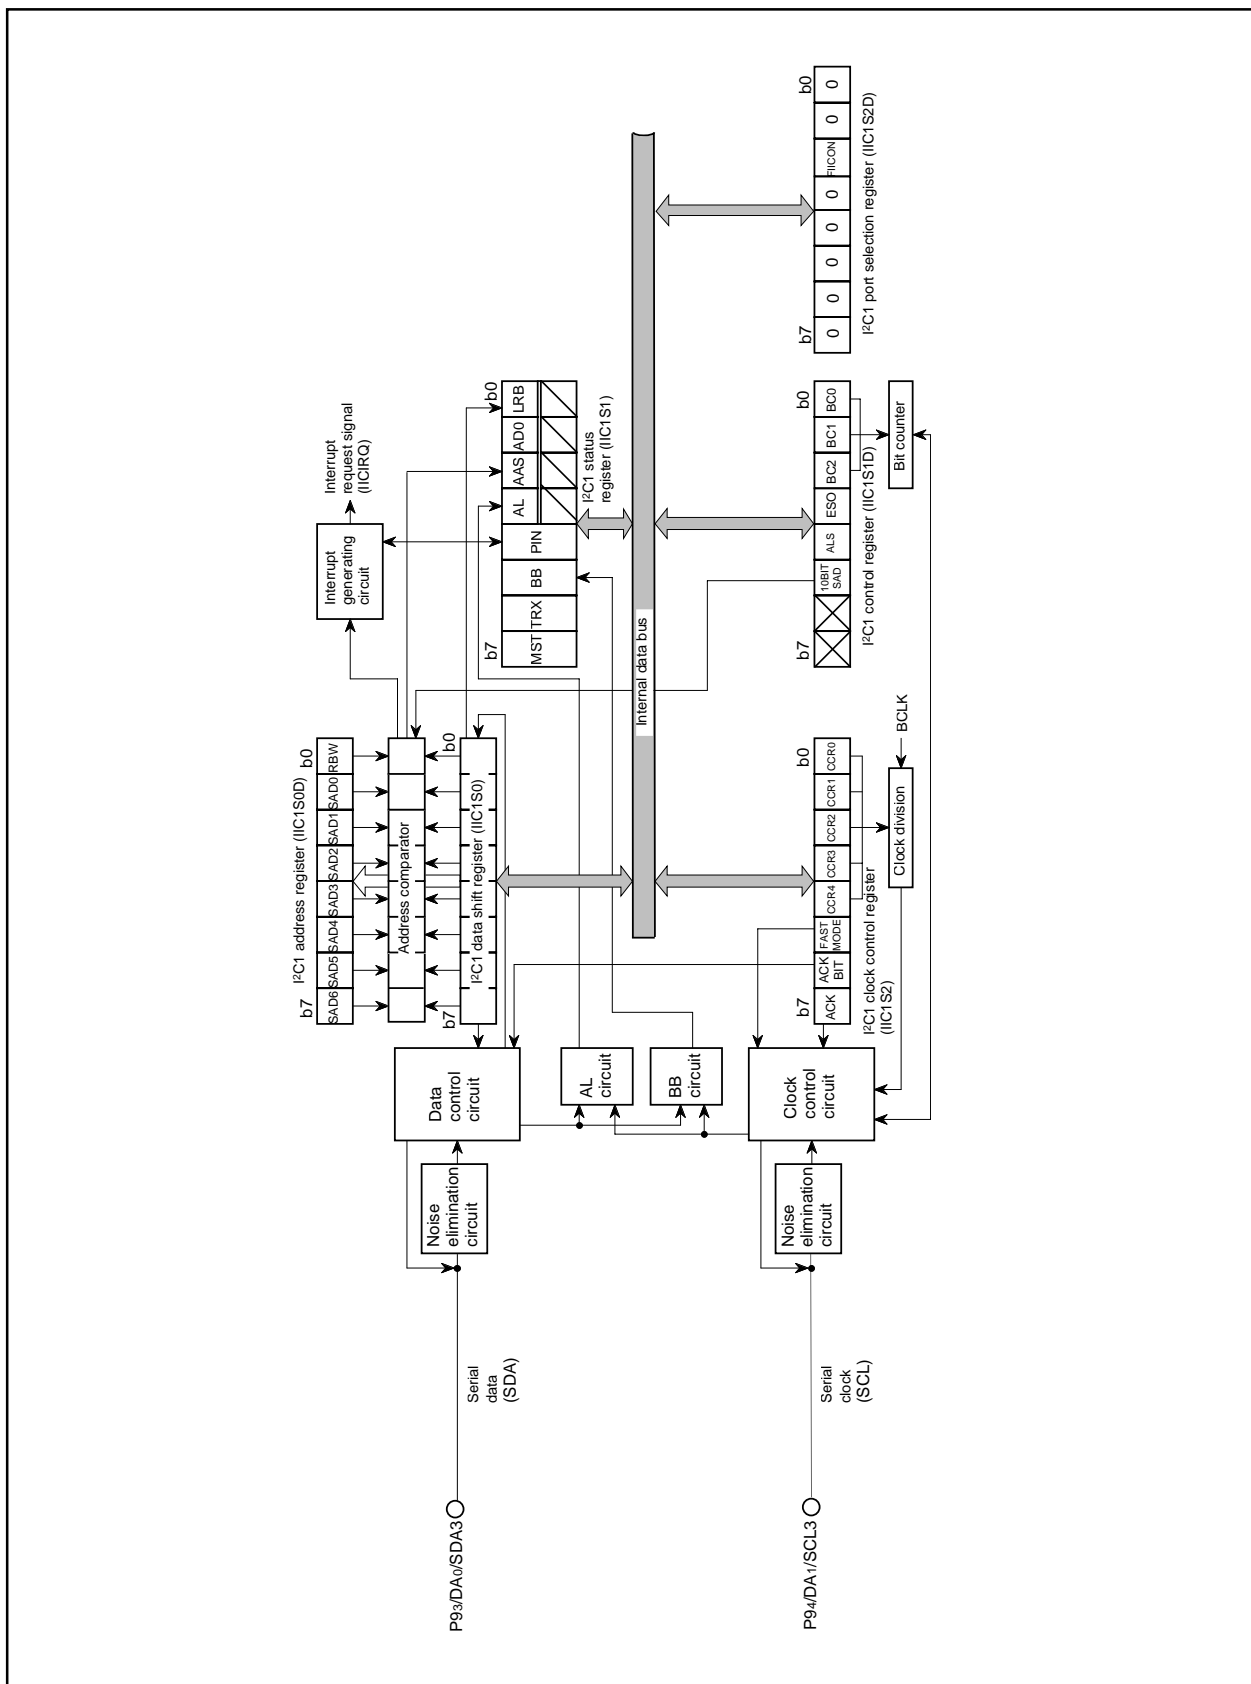 I²C1 address register (IIC1S0D)
b7
b0
SAD6
SAD5
SAD4
SAD3
SAD2
SAD1
SAD0
RBW
Interrupt
generating
circuit
Interrupt
request signal
(IICIRQ)
Address comparator
P93/DA0/SDA3
Serial
data
(SDA)
Noise
elimination
circuit
Data
control
circuit
b7
I²C1 data shift register (IIC1S0)
b0
b7
b0
MST
TRX
BB
PIN
AL
AAS
AD0
LRB
I²C1 status
register (IIC1S1)
AL
circuit
BB
circuit
Internal data bus
P94/DA1/SCL3
Serial
clock
(SCL)
Noise
elimination
circuit
Clock
control
circuit
b7
b0
ACK
ACK
BIT
FAST
MODE
CCR4
CCR3
CCR2
CCR1
CCR0
I²C1 clock control register
(IIC1S2)
Clock division
BCLK
b7
b0
10BIT
SAD
ALS
ESO
BC2
BC1
BC0
I²C1 control register (IIC1S1D)
Bit counter
b7
b0
0
0
0
0
0
FIICON
0
0
I²C1 port selection register (IIC1S2D)